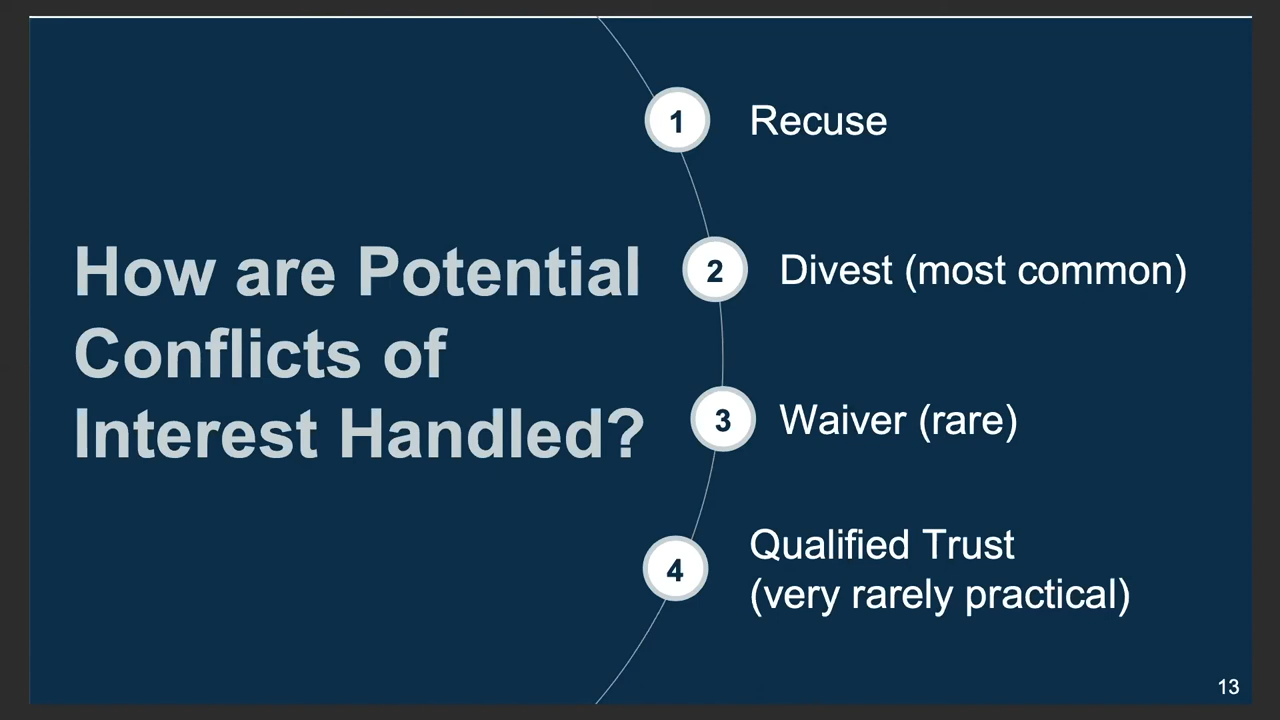 How are Potential
Conflicts of
Interest Handled?
1 Recuse
2 Divest (most common)
3 Waiver (rare)
4 Qualified Trust
(very rarely practical)
13